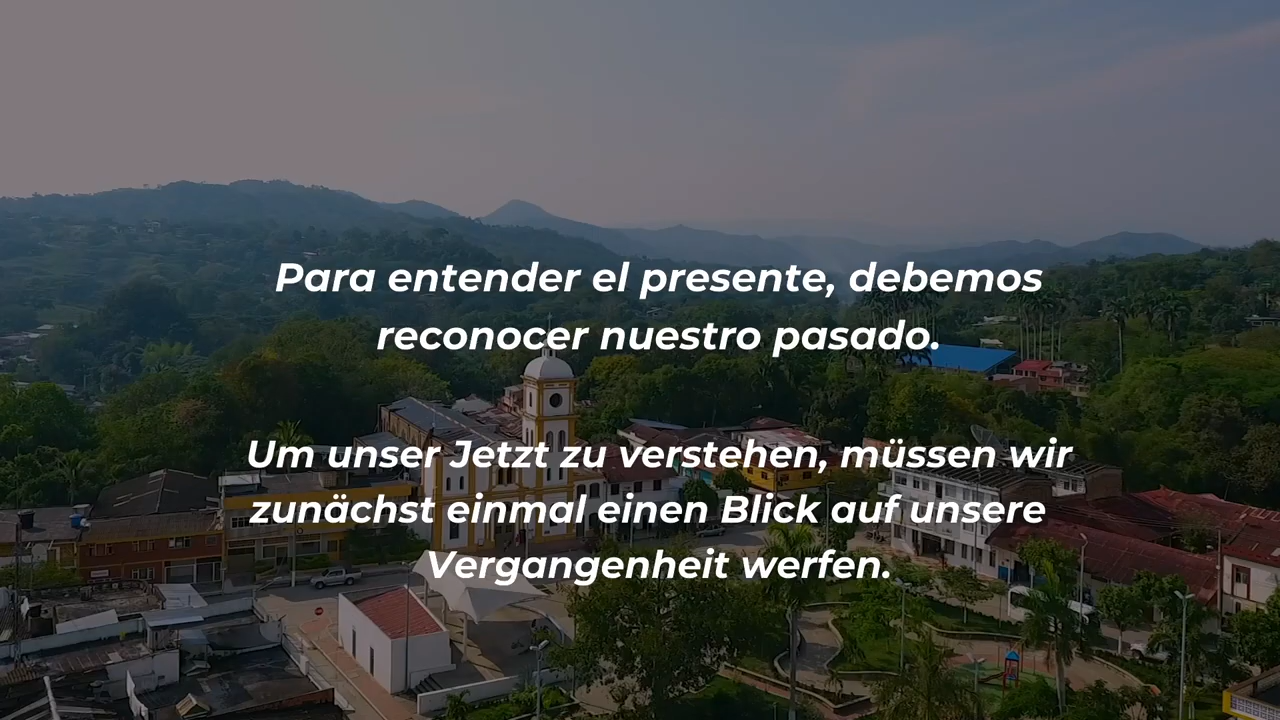 Para entender el presente, debemos
reconocer nuestro pasado.
Um unser Jetzt zu verstehen, müssen wir
zunächst einmal einen Blick auf unsere
Vergangenheit werfen.